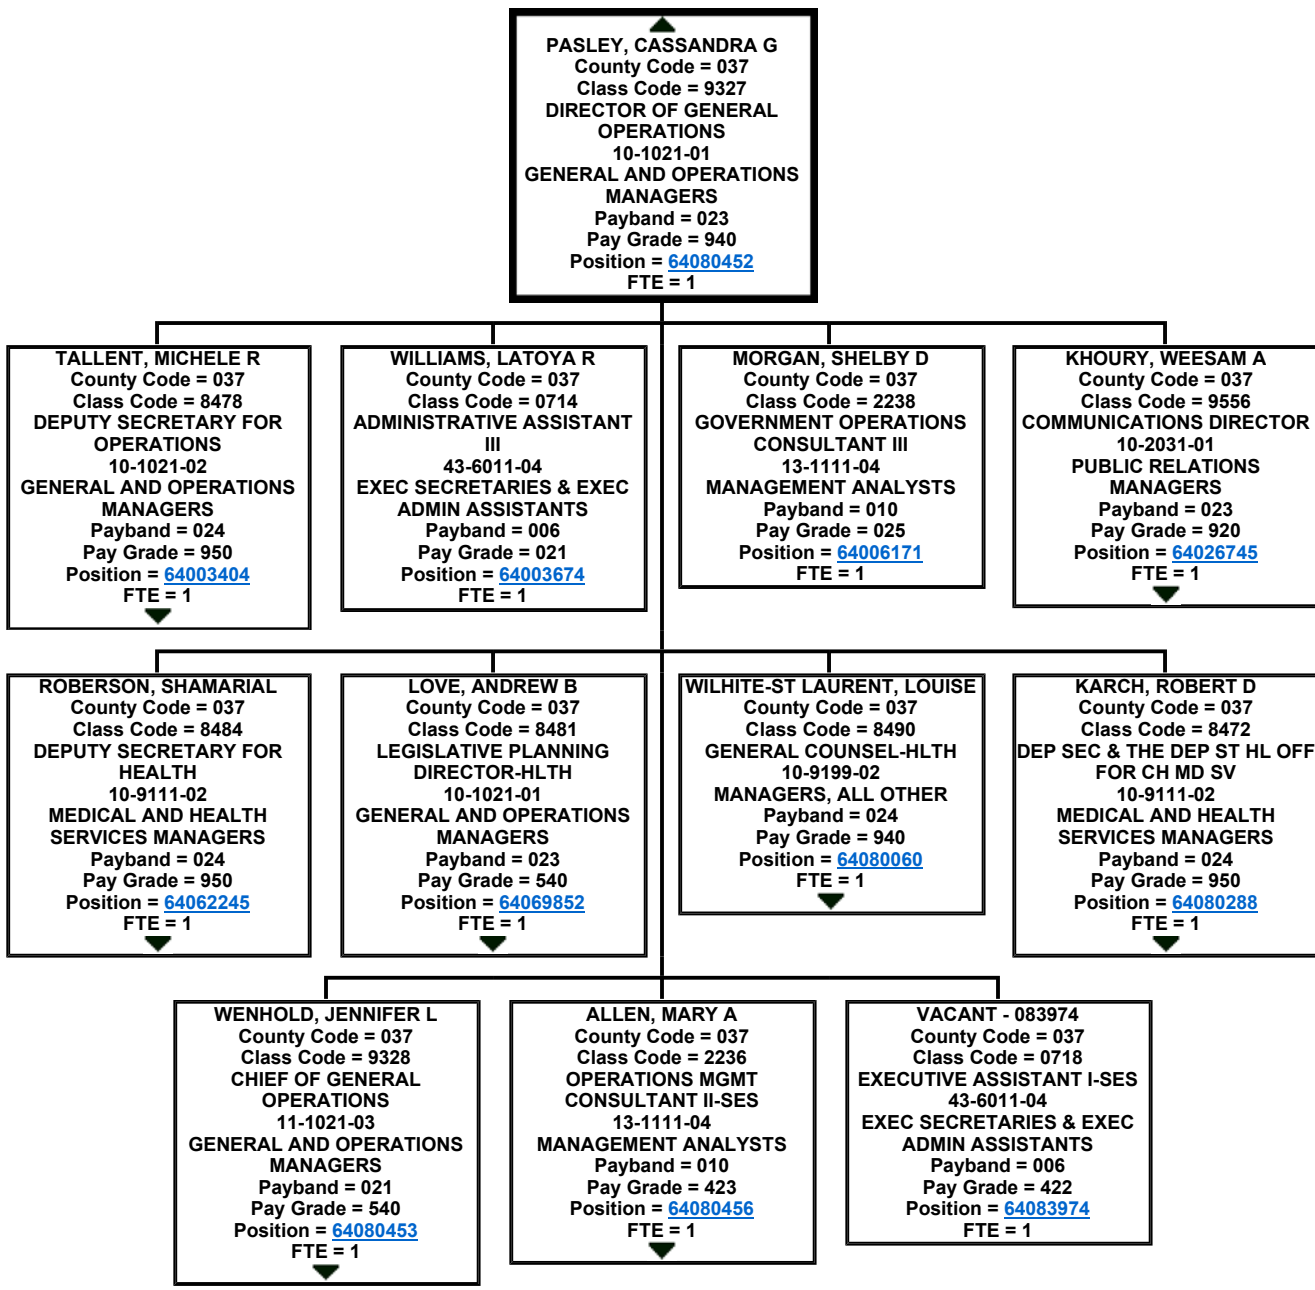 PASLEY, CASSANDRA G
County Code = 037
Class Code = 9327
DIRECTOR OF GENERAL
OPERATIONS
10-1021-01
GENERAL AND OPERATIONS
MANAGERS
Payband = 023
Pay Grade = 940
Position = 64080452
FTE = 1
TALLENT, MICHELE R
County Code = 037
Class Code = 8478
DEPUTY SECRETARY FOR
OPERATIONS
10-1021-02
GENERAL AND OPERATIONS
MANAGERS
Payband = 024
Pay Grade = 950
Position = 64003404
FTE = 1
WILLIAMS, LATOYA R
County Code = 037
Class Code = 0714
ADMINISTRATIVE ASSISTANT
III
43-6011-04
EXEC SECRETARIES & EXEC
ADMIN ASSISTANTS
Payband = 006
Pay Grade = 021
Position = 64003674
FTE = 1
MORGAN, SHELBY D
County Code = 037
Class Code = 2238
GOVERNMENT OPERATIONS
CONSULTANT III
13-1111-04
MANAGEMENT ANALYSTS
Payband = 010
Pay Grade = 025
Position = 64006171
FTE = 1
KHOURY, WEESAM A
County Code = 037
Class Code = 9556
COMMUNICATIONS DIRECTOR
10-2031-01
PUBLIC RELATIONS
MANAGERS
Payband = 023
Pay Grade = 920
Position = 64026745
FTE = 1
ROBERSON, SHAMARIAL
County Code = 037
Class Code = 8484
DEPUTY SECRETARY FOR
HEALTH
10-9111-02
MEDICAL AND HEALTH
SERVICES MANAGERS
Payband = 024
Pay Grade = 950
Position = 64062245
FTE = 1
LOVE, ANDREW B
County Code = 037
Class Code = 8481
LEGISLATIVE PLANNING
DIRECTOR-HLTH
10-1021-01
GENERAL AND OPERATIONS
MANAGERS
Payband = 023
Pay Grade = 540
Position = 64069852
FTE = 1
WILHITE-ST LAURENT, LOUISE
County Code = 037
Class Code = 8490
GENERAL COUNSEL-HLTH
10-9199-02
MANAGERS, ALL OTHER
Payband = 024
Pay Grade = 940
Position = 64080060
FTE = 1
KARCH, ROBERT D
County Code = 037
Class Code = 8472
DEP SEC & THE DEP ST HL OFF
FOR CH MD SV
10-9111-02
MEDICAL AND HEALTH
SERVICES MANAGERS
Payband = 024
Pay Grade = 950
Position = 64080288
FTE = 1
WENHOLD, JENNIFER L
County Code = 037
Class Code = 9328
CHIEF OF GENERAL
OPERATIONS
11-1021-03
GENERAL AND OPERATIONS
MANAGERS
Payband = 021
Pay Grade = 540
Position = 64080453
FTE = 1
ALLEN, MARY A
County Code = 037
Class Code = 2236
OPERATIONS MGMT
CONSULTANT II-SES
13-1111-04
MANAGEMENT ANALYSTS
Payband = 010
Pay Grade = 423
Position = 64080456
FTE = 1
VACANT - 083974
County Code = 037
Class Code = 0718
EXECUTIVE ASSISTANT I-SES
43-6011-04
EXEC SECRETARIES & EXEC
ADMIN ASSISTANTS
Payband = 006
Pay Grade = 422
Position = 64083974
FTE = 1